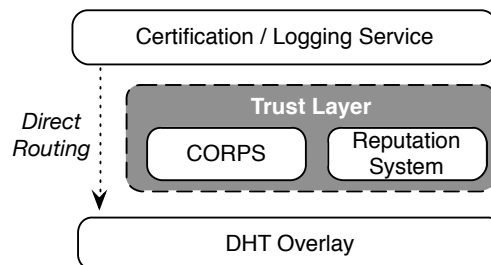 Certification / Logging Service
Direct
Routing
Trust Layer
CORPS
Reputation
System
DHT Overlay